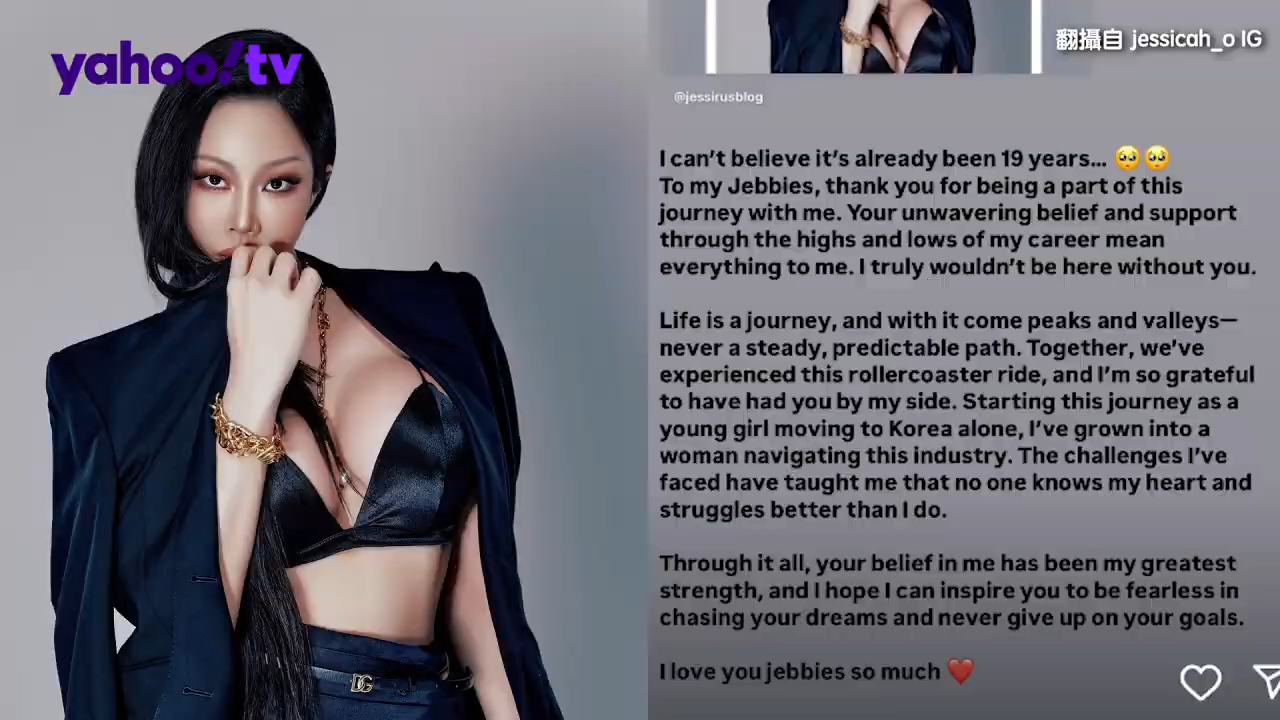 yahoo!tv
翻攝自 jessicah_o IG
@jessirusblog
I can't believe it's already been 19 years... 🥹🥹
To my Jebbies, thank you for being a part of this
journey with me. Your unwavering belief and support
through the highs and lows of my career mean
everything to me. I truly wouldn't be here without you.
Life is a journey, and with it come peaks and valleys—
never a steady, predictable path. Together, we've
experienced this rollercoaster ride, and I'm so grateful
to have had you by my side. Starting this journey as a
young girl moving to Korea alone, I've grown into a
woman navigating this industry. The challenges I've
faced have taught me that no one knows my heart and
struggles better than I do.
Through it all, your belief in me has been my greatest
strength, and I hope I can inspire you to be fearless in
chasing your dreams and never give up on your goals.
I love you jebbies so much ❤️
DG